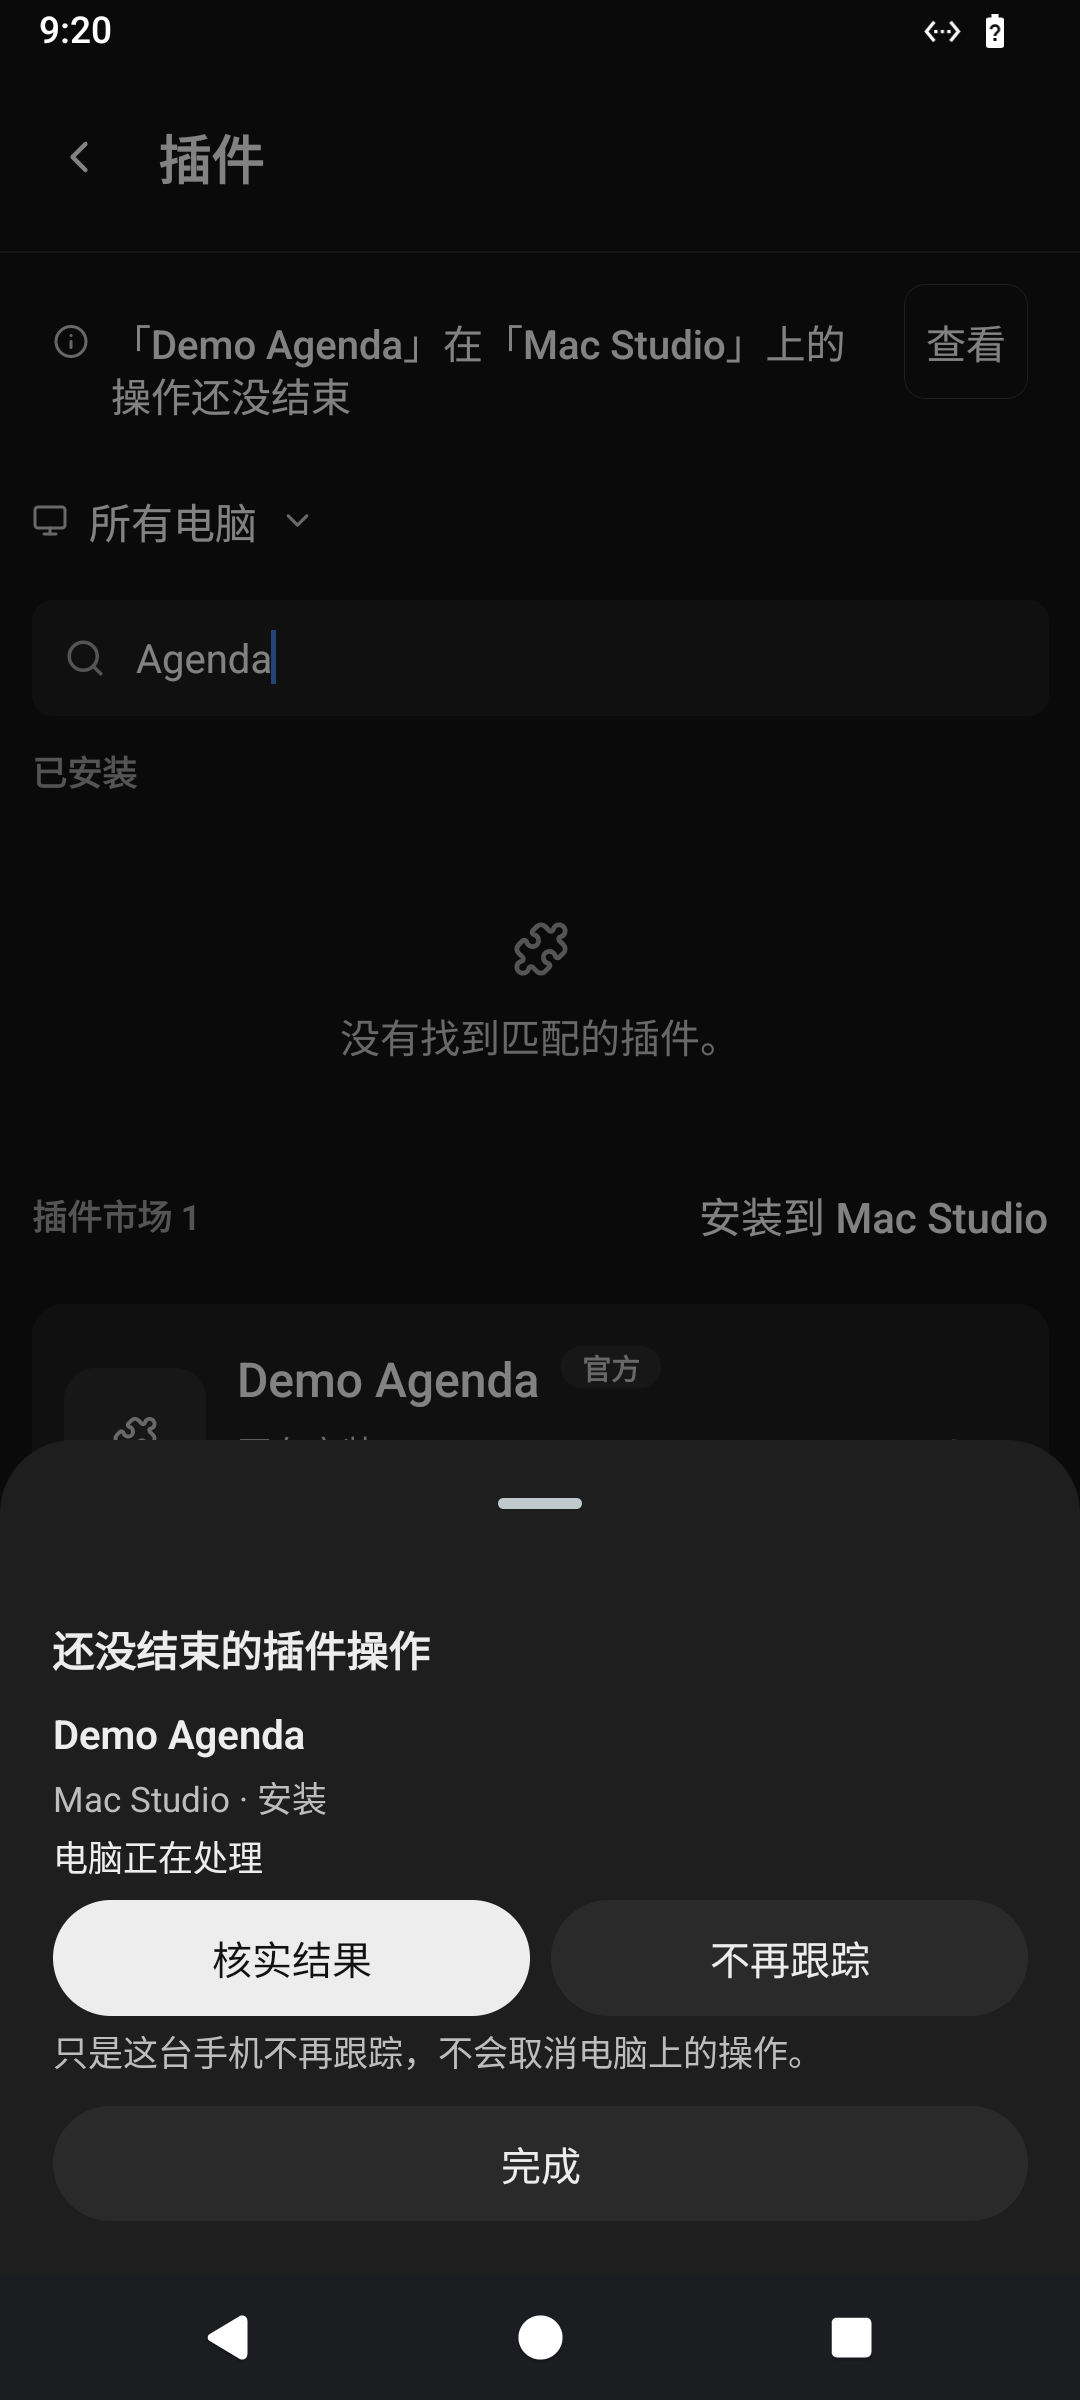 9:20
插件
「Demo Agenda」在「Mac Studio」上的
操作还没结束
查看
所有电脑
Agenda
已安装
没有找到匹配的插件。
插件市场 1
安装到 Mac Studio
Demo Agenda
官方
还没结束的插件操作
Demo Agenda
Mac Studio · 安装
电脑正在处理
核实结果
不再跟踪
只是这台手机不再跟踪，不会取消电脑上的操作。
完成